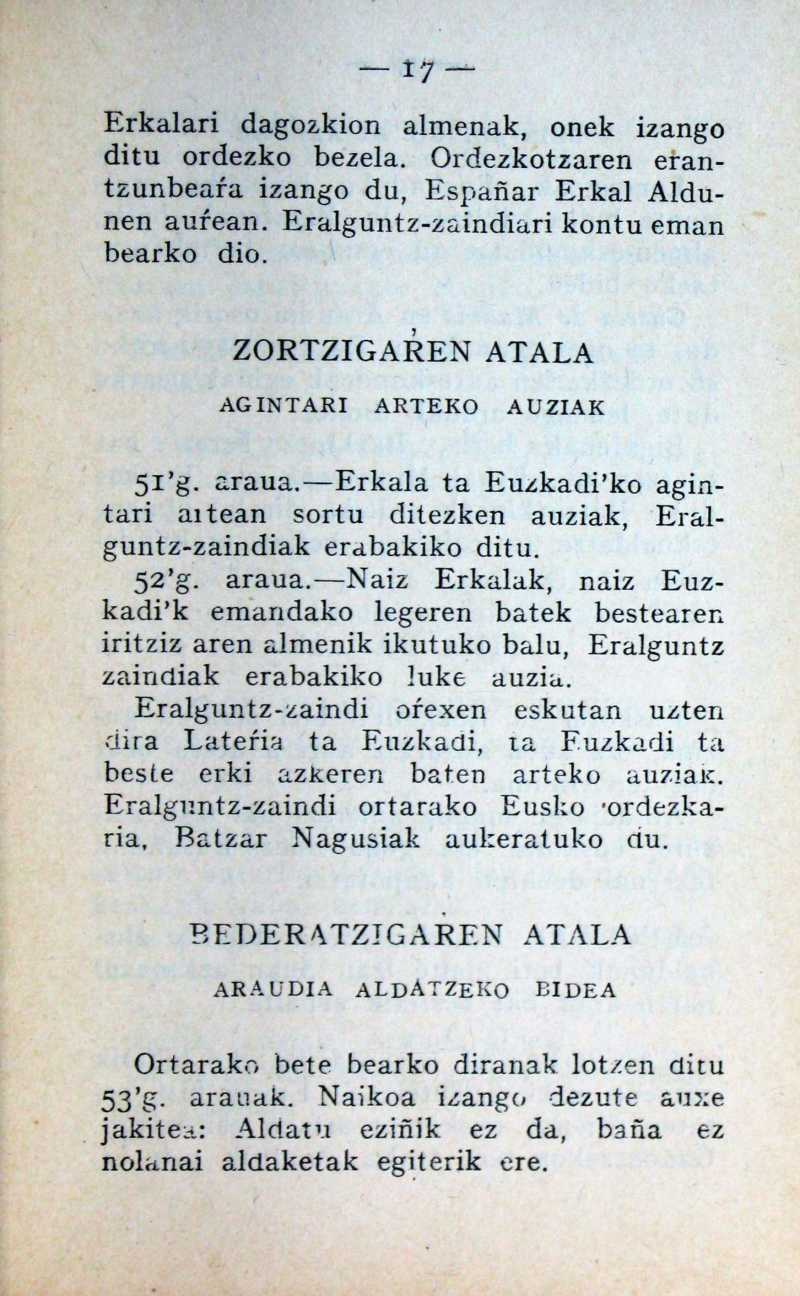 — 17 —
Erkalari dagozkion almenak, onek izango
ditu ordezko bezela. Ordezkotzaren eŕan-
tzunbeaŕa izango du, Españar Erkal Aldu-
nen auŕean. Eralguntz-zaindiari kontu eman
bearko dio.
ZORTZIGAŔEN ATALA
AGINTARI ARTEKO AUZIAK
51’g. araua.—Erkala ta Euzkadi’ko agin-
tari aitean sortu ditezken auziak, Eral-
guntz-zaindiak erabakiko ditu.
52’g. araua.—Naiz Erkalak, naiz Euz-
kadi’k emandako legeren batek bestearen
iritziz aren almenik ikutuko balu, Eralguntz
zaindiak erabakiko luke auzia.
Eralguntz-zaindi oŕexen eskutan uzten
dira Lateŕia ta Euzkadi, ta Euzkadi ta
beste erki azkeren baten arteko auziak.
Eralguntz-zaindi ortarako Eusko ordezka-
ria, Batzar Nagusiak aukeratuko du.
BEDERATZIGAREN ATALA
ARAUDIA ALDATZEKO BIDEA
Ortarako bete bearko diranak lotzen ditu
53’g. arauak. Naikoa izango dezute auxe
jakitea: Aldatu eziñik ez da, baña ez
nolanai aldaketak egiterik ere.